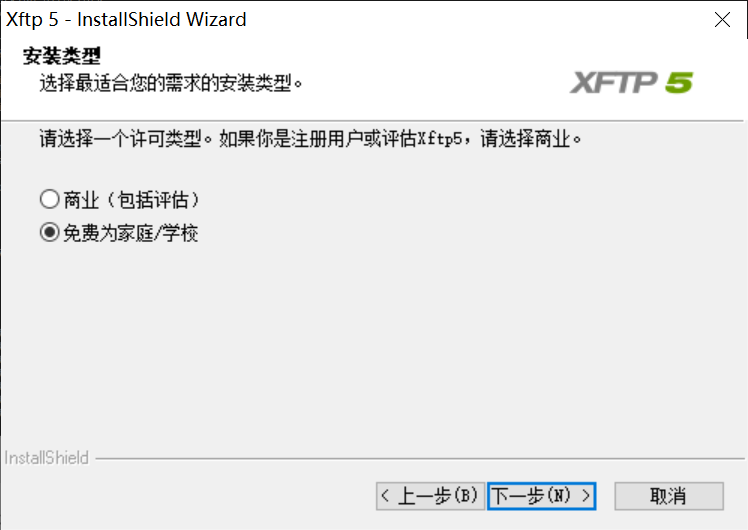 Xftp 5 - InstallShield Wizard
安装类型
选择最适合您的需求的安装类型。
XFTP 5
请选择一个许可类型。如果你是注册用户或评估Xftp5，请选择商业。
商业（包括评估）
免费为家庭/学校
InstallShield
< 上一步(B) 下一步(N) > 取消